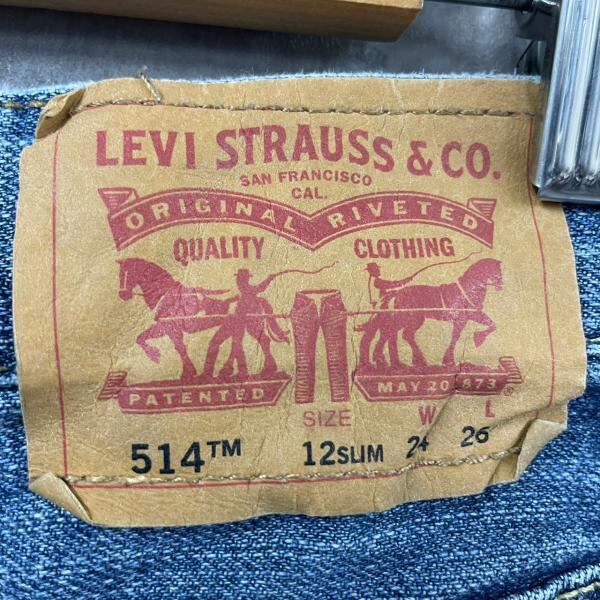 LEVI STRAUSS & CO.
SAN FRANCISCO
CAL.
ORIGINAL RIVETED
QUALITY CLOTHING
PATENTED MAY 20 1873 ®
SIZE W L
514™ 12SLIM 24 26